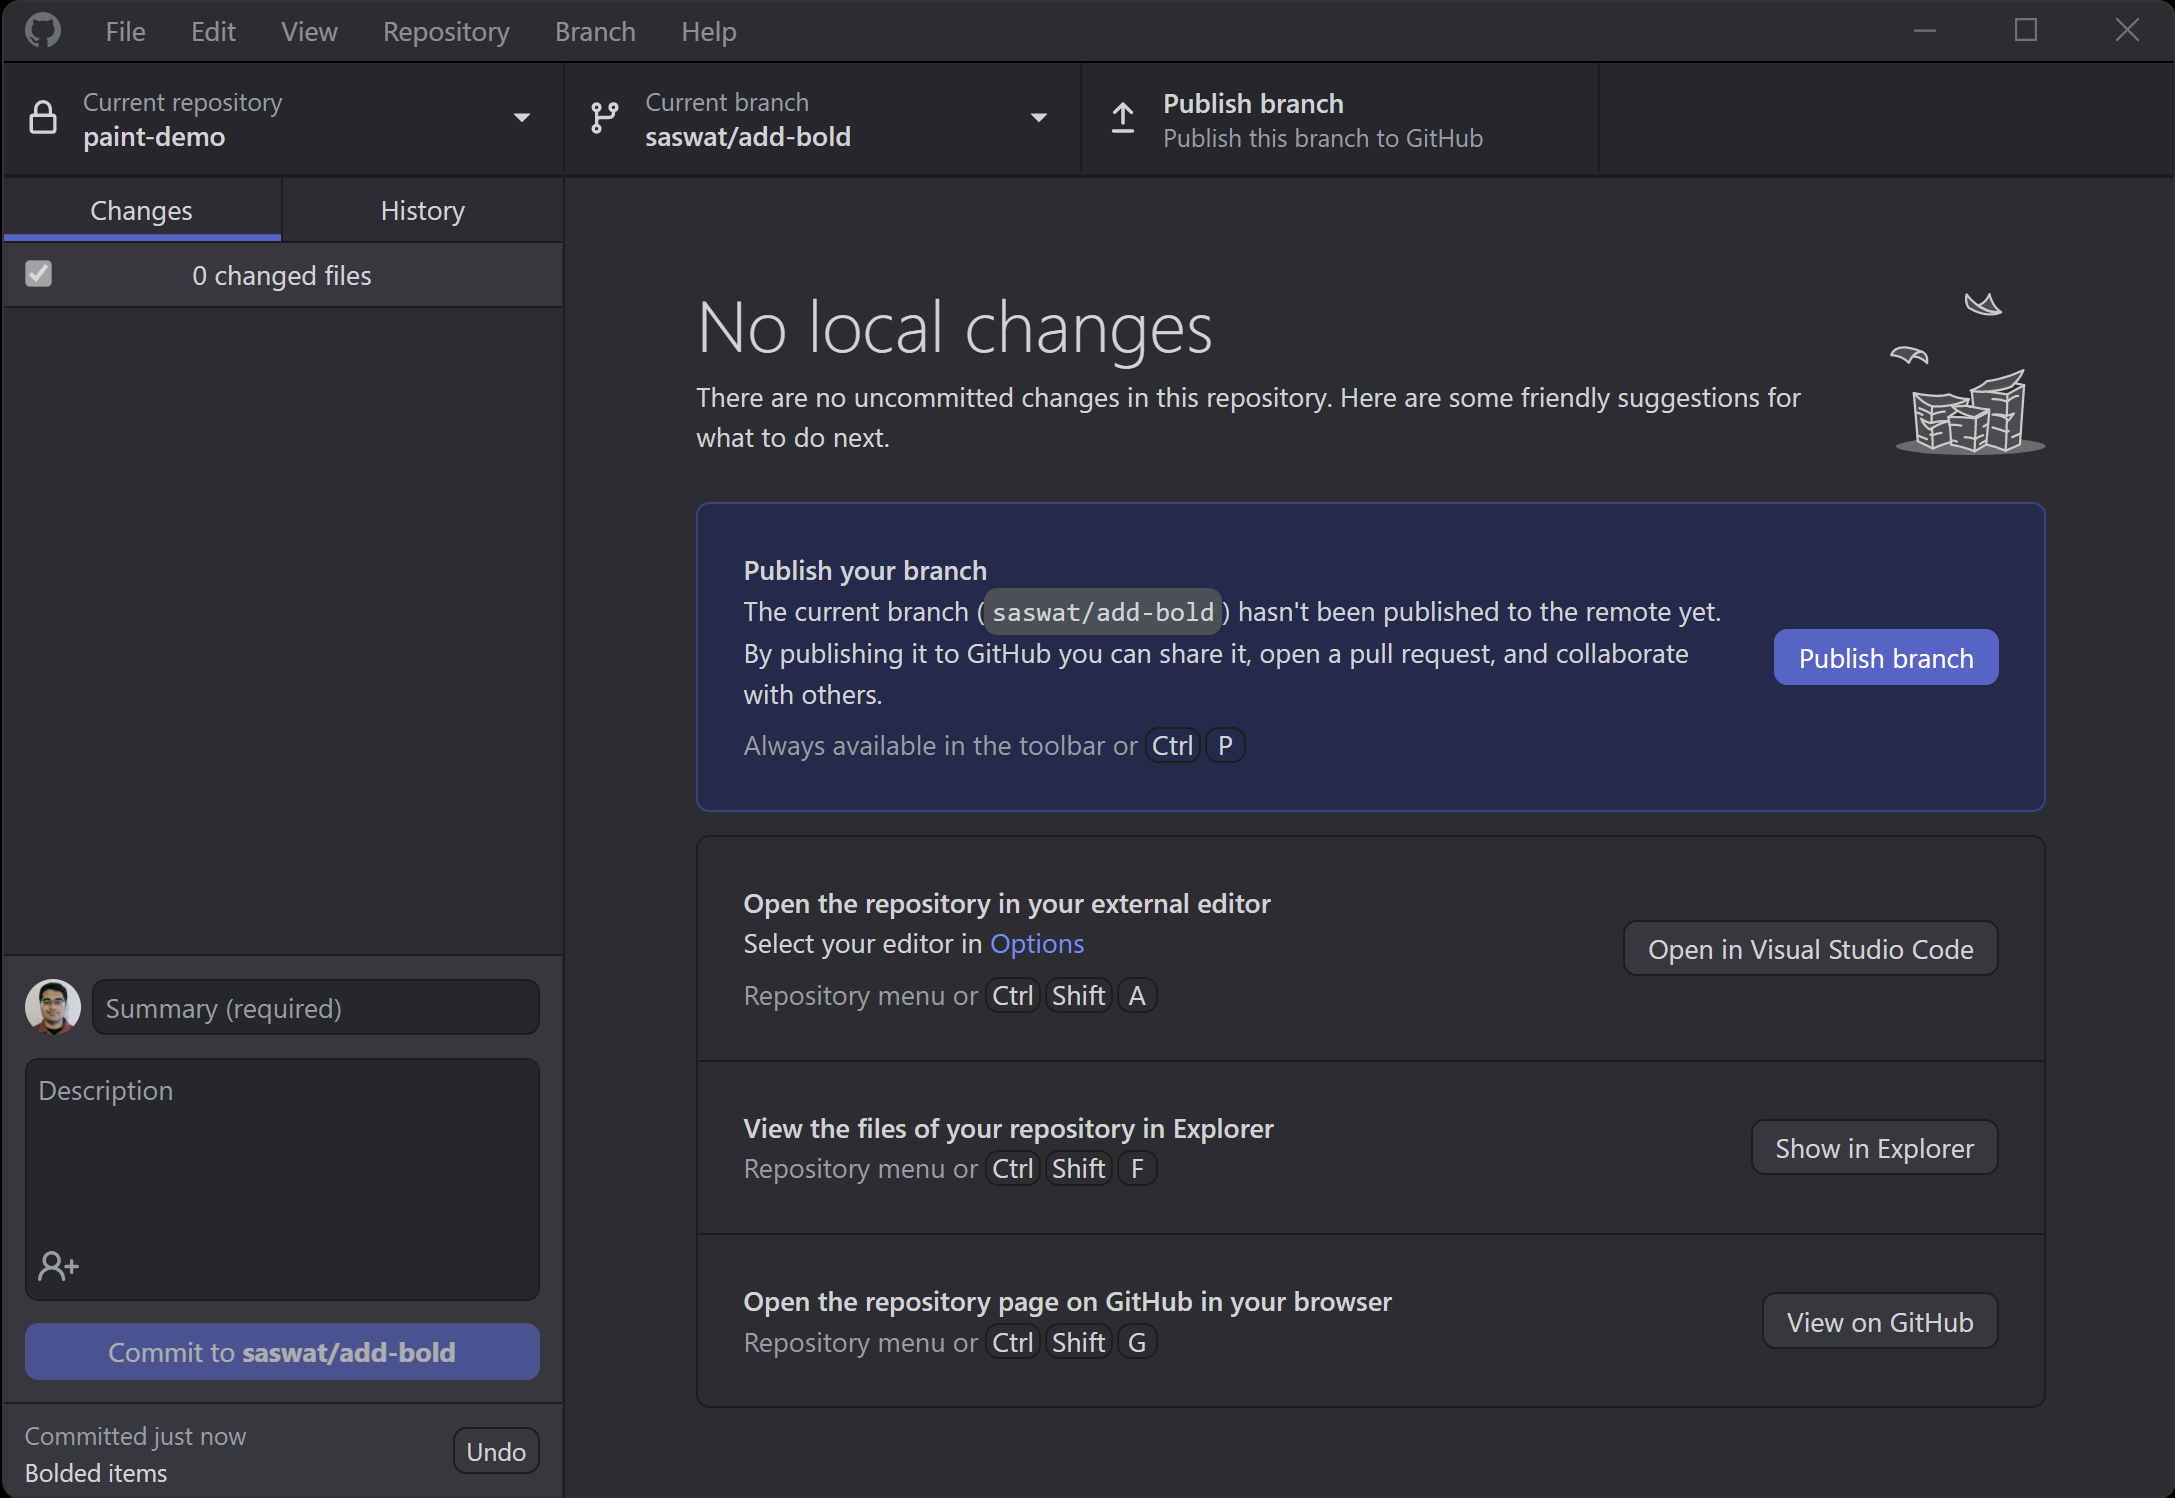 File Edit View Repository Branch Help
Current repository
paint-demo
Current branch
saswat/add-bold
Publish branch
Publish this branch to GitHub
Changes
History
0 changed files
No local changes
There are no uncommitted changes in this repository. Here are some friendly suggestions for
what to do next.
Publish your branch
The current branch (saswat/add-bold) hasn't been published to the remote yet.
By publishing it to GitHub you can share it, open a pull request, and collaborate
with others.
Always available in the toolbar or Ctrl P
Publish branch
Open the repository in your external editor
Select your editor in Options
Repository menu or Ctrl Shift A
Open in Visual Studio Code
View the files of your repository in Explorer
Repository menu or Ctrl Shift F
Show in Explorer
Open the repository page on GitHub in your browser
Repository menu or Ctrl Shift G
View on GitHub
Summary (required)
Description
Commit to saswat/add-bold
Committed just now
Bolded items
Undo